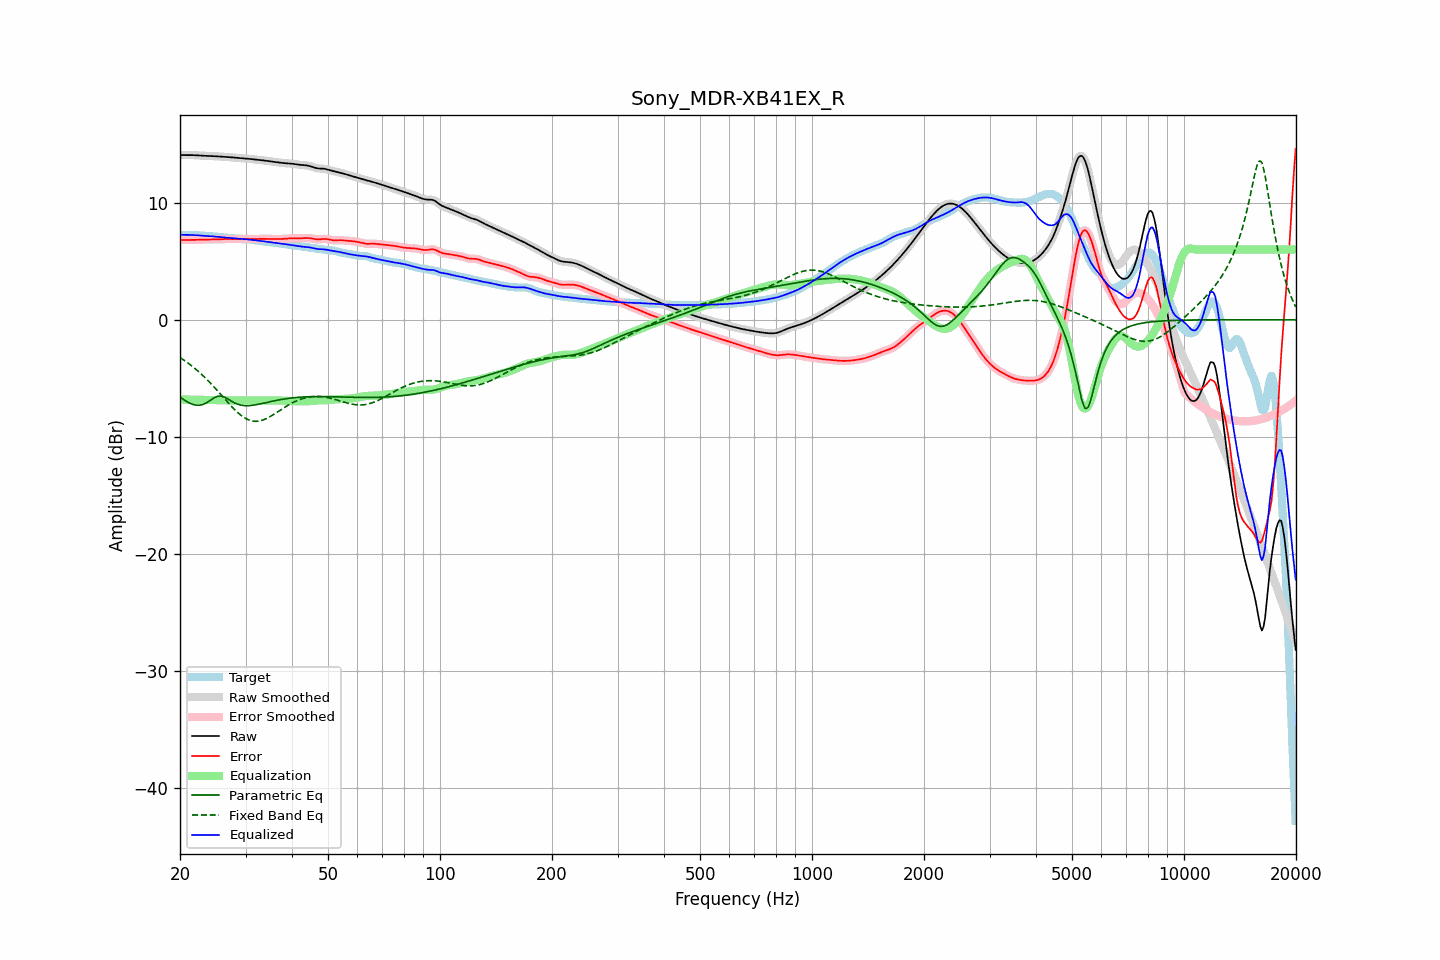 Sony_MDR-XB41EX_R
Amplitude (dBr)
10
0
−10
−20
−30
−40
Target
Raw Smoothed
Error Smoothed
Raw
Error
Equalization
Parametric Eq
Fixed Band Eq
Equalized
20 50 100 200 500 1000 2000 5000 10000 20000
Frequency (Hz)